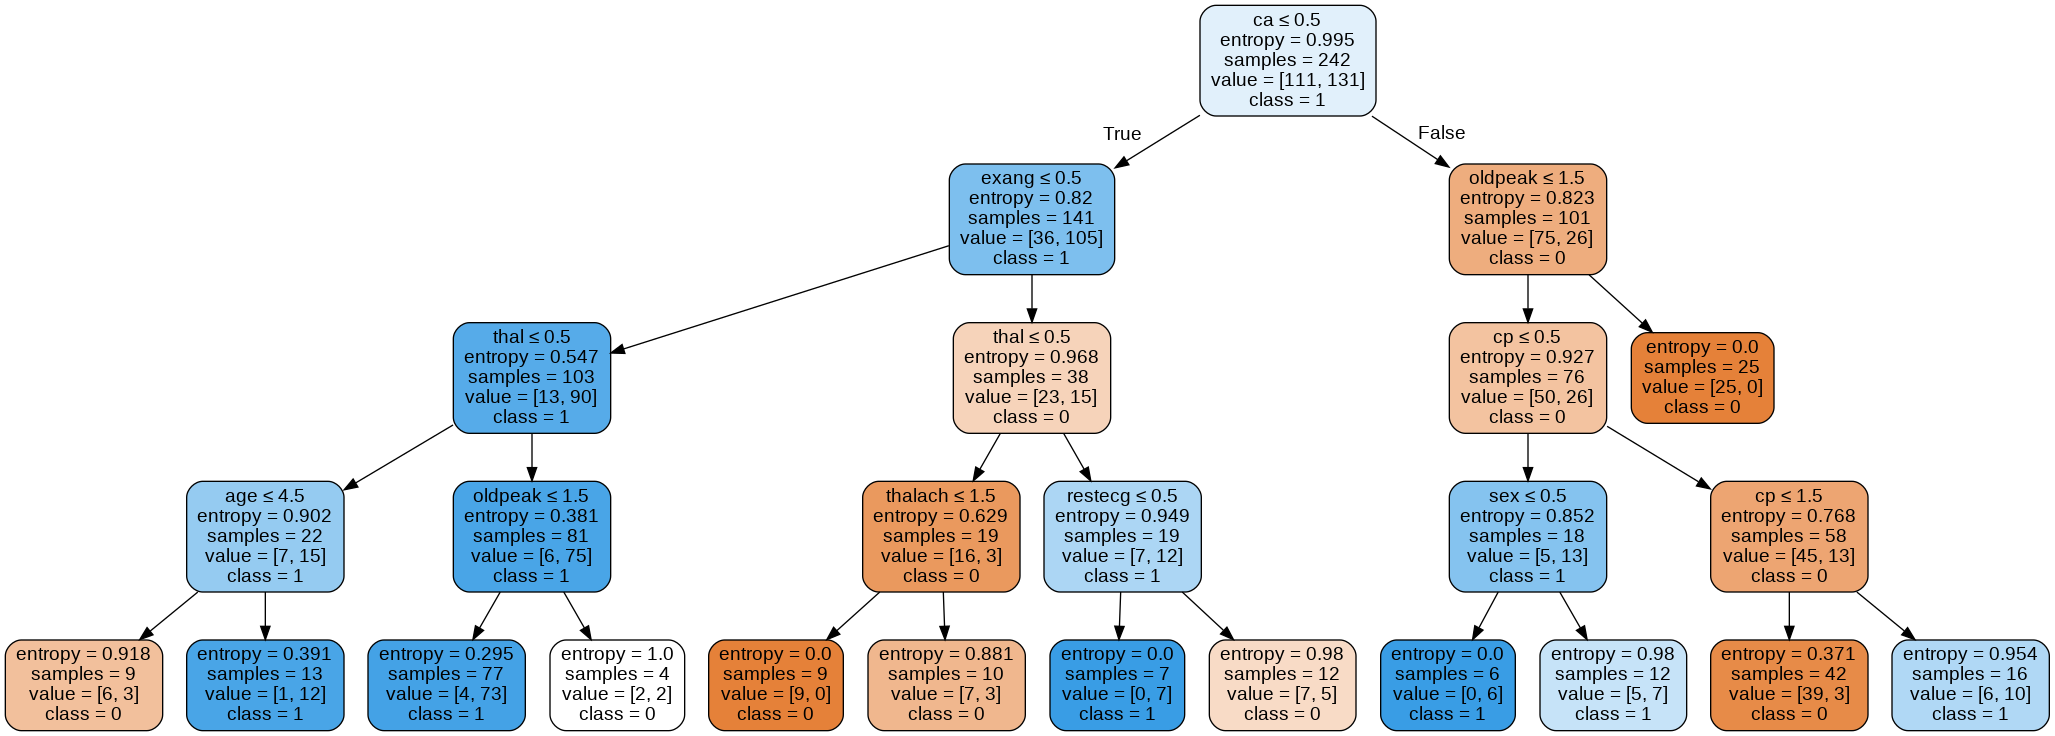 ca ≤ 0.5
entropy = 0.995
samples = 242
value = [111, 131]
class = 1
True
False
exang ≤ 0.5
entropy = 0.82
samples = 141
value = [36, 105]
class = 1
oldpeak ≤ 1.5
entropy = 0.823
samples = 101
value = [75, 26]
class = 0
thal ≤ 0.5
entropy = 0.547
samples = 103
value = [13, 90]
class = 1
thal ≤ 0.5
entropy = 0.968
samples = 38
value = [23, 15]
class = 0
cp ≤ 0.5
entropy = 0.927
samples = 76
value = [50, 26]
class = 0
entropy = 0.0
samples = 25
value = [25, 0]
class = 0
age ≤ 4.5
entropy = 0.902
samples = 22
value = [7, 15]
class = 1
oldpeak ≤ 1.5
entropy = 0.381
samples = 81
value = [6, 75]
class = 1
thalach ≤ 1.5
entropy = 0.629
samples = 19
value = [16, 3]
class = 0
restecg ≤ 0.5
entropy = 0.949
samples = 19
value = [7, 12]
class = 1
sex ≤ 0.5
entropy = 0.852
samples = 18
value = [5, 13]
class = 1
cp ≤ 1.5
entropy = 0.768
samples = 58
value = [45, 13]
class = 0
entropy = 0.918
samples = 9
value = [6, 3]
class = 0
entropy = 0.391
samples = 13
value = [1, 12]
class = 1
entropy = 0.295
samples = 77
value = [4, 73]
class = 1
entropy = 1.0
samples = 4
value = [2, 2]
class = 0
entropy = 0.0
samples = 9
value = [9, 0]
class = 0
entropy = 0.881
samples = 10
value = [7, 3]
class = 0
entropy = 0.0
samples = 7
value = [0, 7]
class = 1
entropy = 0.98
samples = 12
value = [7, 5]
class = 0
entropy = 0.0
samples = 6
value = [0, 6]
class = 1
entropy = 0.98
samples = 12
value = [5, 7]
class = 1
entropy = 0.371
samples = 42
value = [39, 3]
class = 0
entropy = 0.954
samples = 16
value = [6, 10]
class = 1